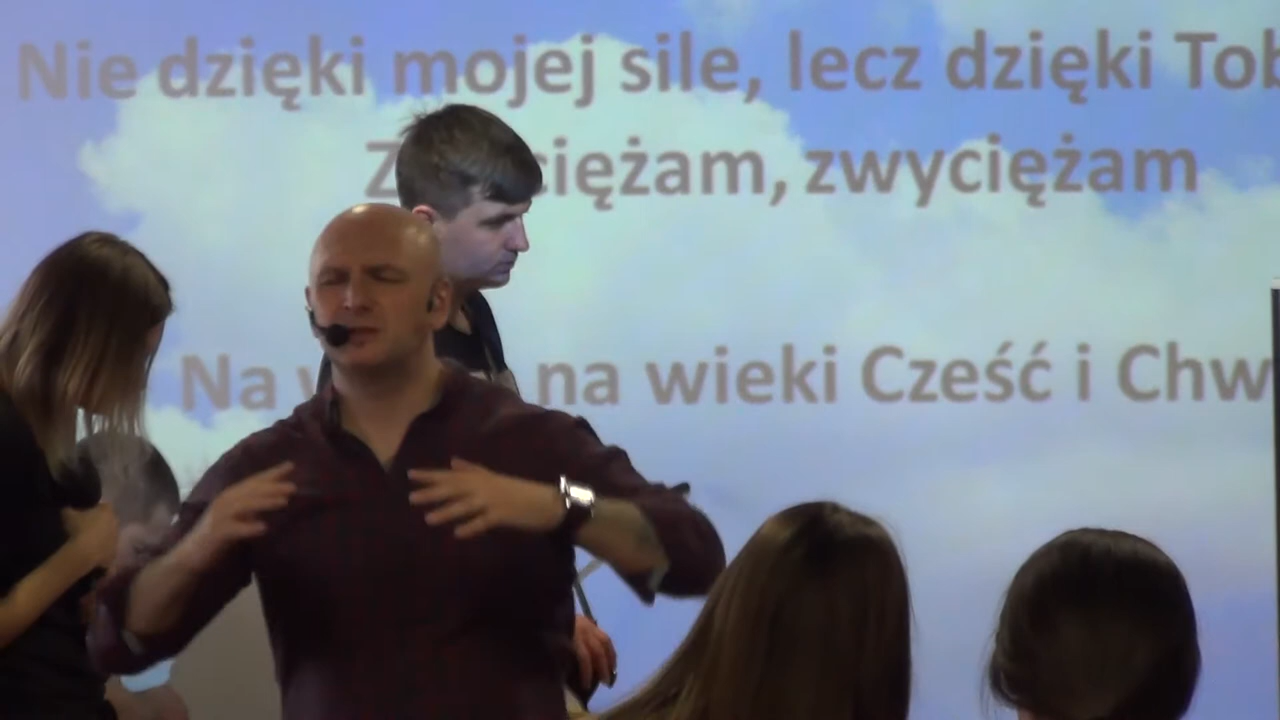 Nie dzięki mojej sile, lecz dzięki
zwyciężam
Na na wieki Cześć i